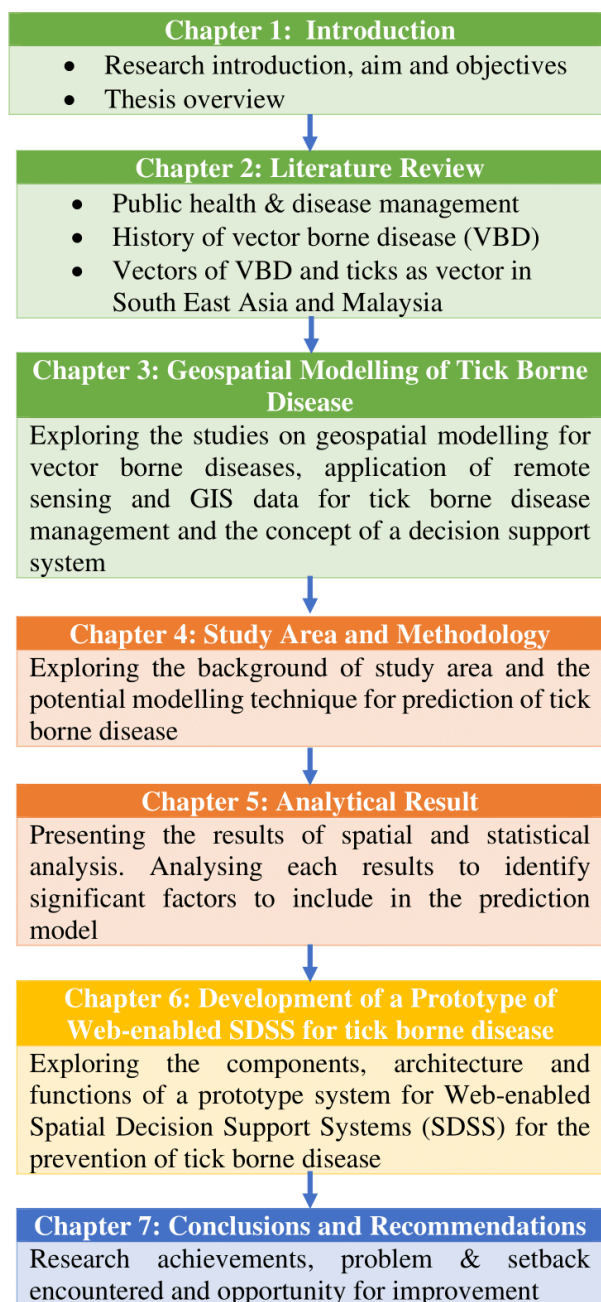 Chapter 1:  Introduction
• Research introduction, aim and objectives
• Thesis overview
Chapter 2: Literature Review
• Public health & disease management
• History of vector borne disease (VBD)
• Vectors of VBD and ticks as vector in
South East Asia and Malaysia
Chapter 3: Geospatial Modelling of Tick Borne
Disease
Exploring the studies on geospatial modelling for
vector borne diseases, application of remote
sensing and GIS data for tick borne disease
management and the concept of a decision support
system
Chapter 4: Study Area and Methodology
Exploring the background of study area and the
potential modelling technique for prediction of tick
borne disease
Chapter 5: Analytical Result
Presenting the results of spatial and statistical
analysis. Analysing each results to identify
significant factors to include in the prediction
model
Chapter 6: Development of a Prototype of
Web-enabled SDSS for tick borne disease
Exploring the components, architecture and
functions of a prototype system for Web-enabled
Spatial Decision Support Systems (SDSS) for the
prevention of tick borne disease
Chapter 7: Conclusions and Recommendations
Research achievements, problem & setback
encountered and opportunity for improvement